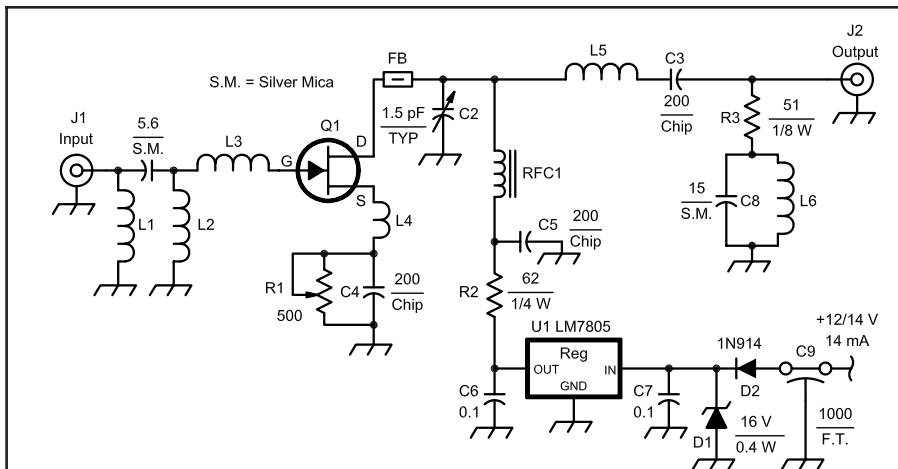 J2
Output
FB
L5
C3
S.M. = Silver Mica
200
Chip
1.5 pF
TYP
C2
R3
51
1/8 W
J1
Input
5.6
S.M.
L3
Q1
D
G
S
RFC1
15
S.M.
C8
L6
L1
L2
L4
C5
200
Chip
R1
500
C4
200
Chip
R2
62
1/4 W
U1 LM7805
Reg
OUT
IN
GND
+12/14 V
14 mA
1N914
C9
D2
C6
0.1
C7
0.1
D1
16 V
0.4 W
1000
F.T.